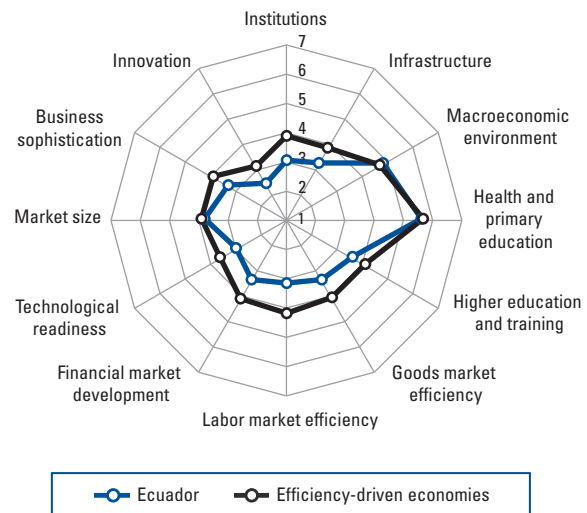 Institutions
Infrastructure
Macroeconomic
environment
Health and
primary
education
Higher education
and training
Goods market
efficiency
Labor market efficiency
Financial market
development
Technological
readiness
Market size
Business
sophistication
Innovation
7
6
5
4
3
2
1
Ecuador
Efficiency-driven economies